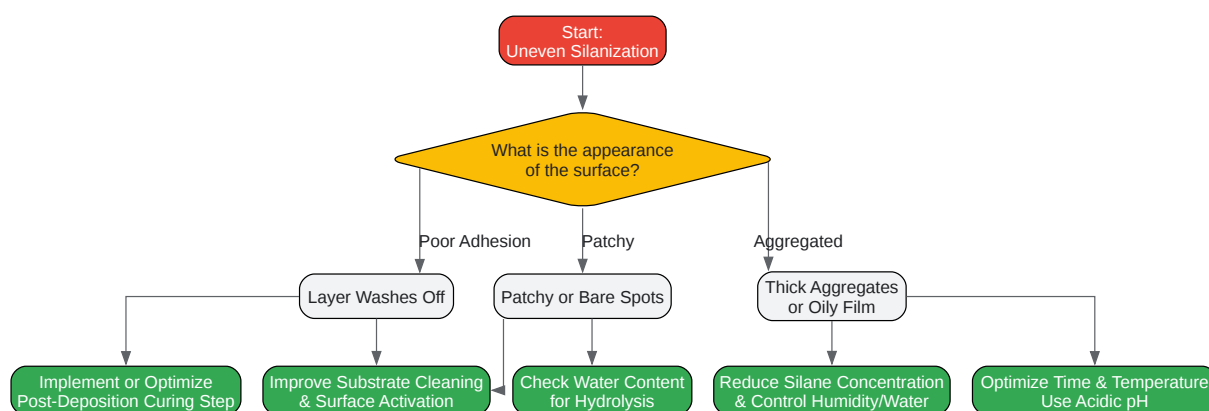 Start:
Uneven Silanization
What is the appearance
of the surface?
Poor Adhesion
Patchy
Aggregated
Layer Washes Off
Patchy or Bare Spots
Thick Aggregates
or Oily Film
Implement or Optimize
Post-Deposition Curing Step
Improve Substrate Cleaning
& Surface Activation
Check Water Content
for Hydrolysis
Reduce Silane Concentration
& Control Humidity/Water
Optimize Time & Temperature
Use Acidic pH